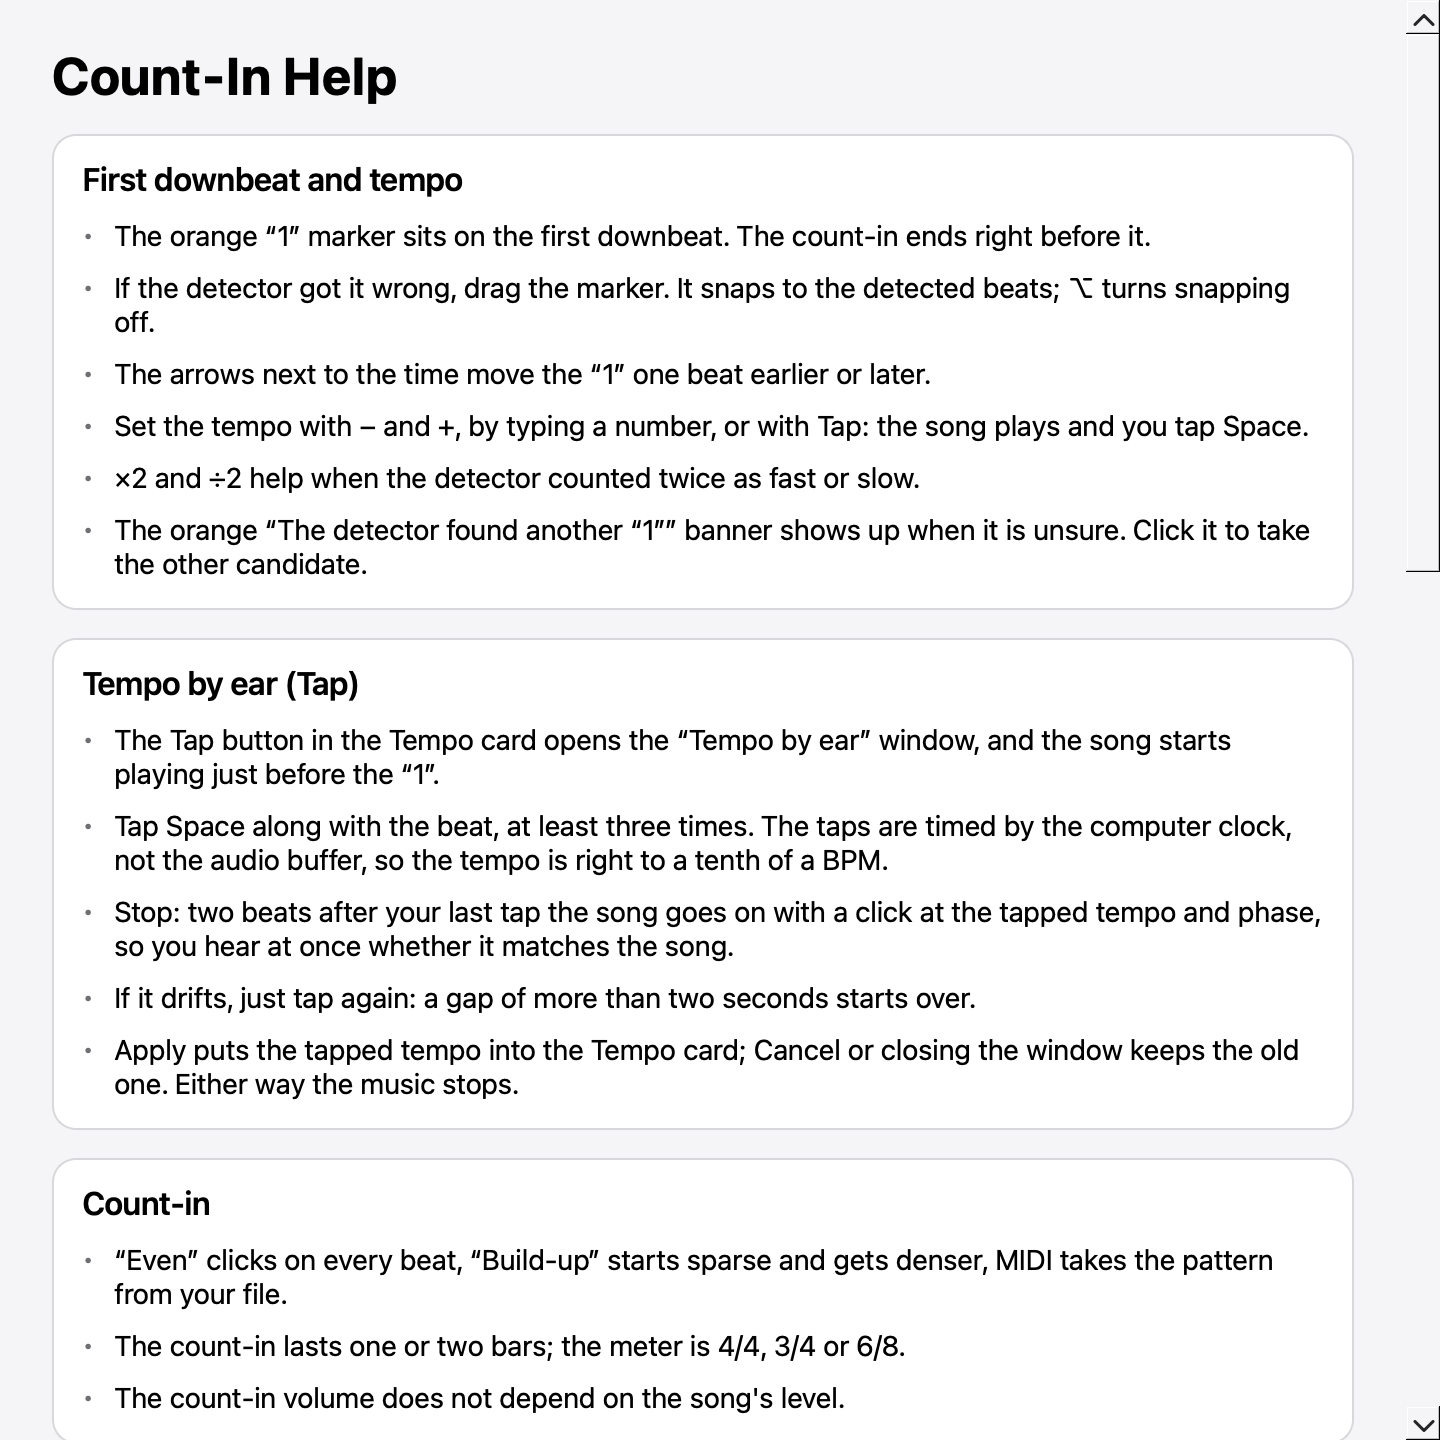 Count-In Help
First downbeat and tempo
• The orange “1” marker sits on the first downbeat. The count-in ends right before it.
• If the detector got it wrong, drag the marker. It snaps to the detected beats; ⌥ turns snapping
off.
• The arrows next to the time move the “1” one beat earlier or later.
• Set the tempo with − and +, by typing a number, or with Tap: the song plays and you tap Space.
• ×2 and ÷2 help when the detector counted twice as fast or slow.
• The orange “The detector found another “1”” banner shows up when it is unsure. Click it to take
the other candidate.
Tempo by ear (Tap)
• The Tap button in the Tempo card opens the “Tempo by ear” window, and the song starts
playing just before the “1”.
• Tap Space along with the beat, at least three times. The taps are timed by the computer clock,
not the audio buffer, so the tempo is right to a tenth of a BPM.
• Stop: two beats after your last tap the song goes on with a click at the tapped tempo and phase,
so you hear at once whether it matches the song.
• If it drifts, just tap again: a gap of more than two seconds starts over.
• Apply puts the tapped tempo into the Tempo card; Cancel or closing the window keeps the old
one. Either way the music stops.
Count-in
• “Even” clicks on every beat, “Build-up” starts sparse and gets denser, MIDI takes the pattern
from your file.
• The count-in lasts one or two bars; the meter is 4/4, 3/4 or 6/8.
• The count-in volume does not depend on the song's level.